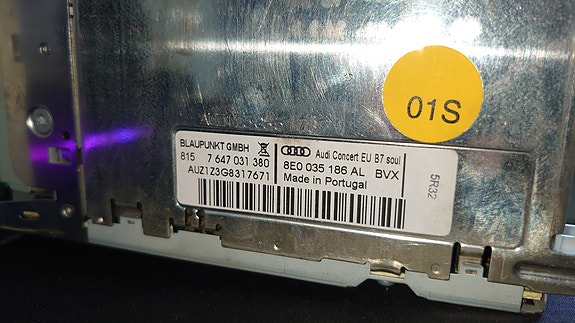 01S
BLAUPUNKT GMBH
815 7 647 031 380
AUZ1Z3G8317671
Audi Concert EU B7 soul
8E0 035 186 AL BVX
Made in Portugal
5R32